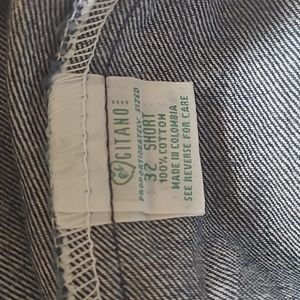 GITANO
PROPORTIONATELY SIZED
32 SHORT
100% COTTON
MADE IN COLOMBIA
SEE REVERSE FOR CARE